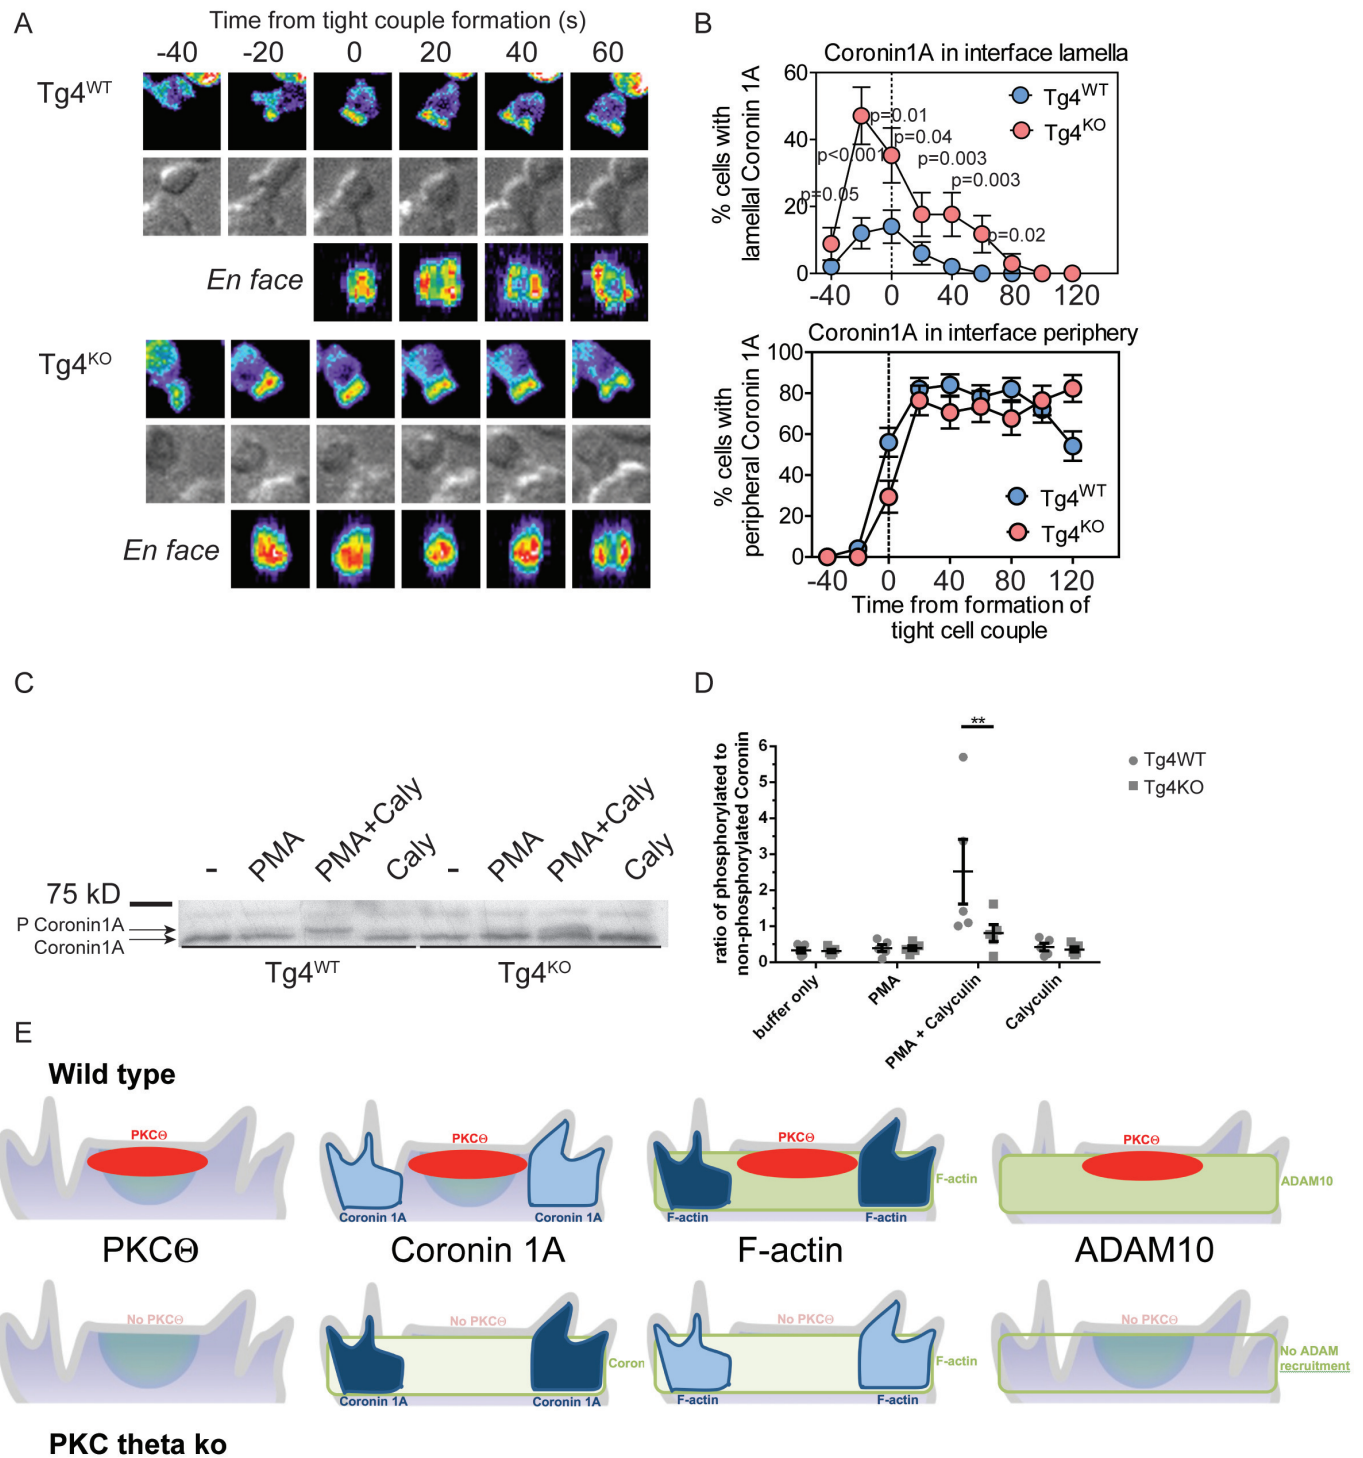 A
Time from tight couple formation (s)
-40 -20 0 20 40 60
Tg4WT
En face
Tg4KO
En face
B
Coronin1A in interface lamella
% cells with
lamellal Coronin 1A
60
40
20
0
Tg4WT
Tg4KO
p=0.01
p=0.04
p<0.001
p=0.003
p=0.003
p=0.05
p=0.02
-40 0 40 80 120
Coronin1A in interface periphery
% cells with
peripheral Coronin 1A
100
80
60
40
20
0
Tg4WT
Tg4KO
-40 0 40 80 120
Time from formation of
tight cell couple
C
- PMA PMA+Caly Caly - PMA PMA+Caly Caly
75 kD
P Coronin1A
Coronin1A
Tg4WT Tg4KO
D
ratio of phosphorylated to
non-phosphorylated Coronin
6
5
4
3
2
1
0
**
Tg4WT
Tg4KO
buffer only
PMA
PMA + Calyculin
Calyculin
E
Wild type
PKCΘ
PKCΘ
Coronin 1A
Coronin 1A
PKCΘ
F-actin
F-actin
F-actin
PKCΘ
ADAM10
PKCΘ Coronin 1A F-actin ADAM10
No PKCΘ
No PKCΘ
Coronin 1A
Coronin 1A
Coron
No PKCΘ
F-actin
F-actin
F-actin
No PKCΘ
No ADAM
recruitment
PKC theta ko